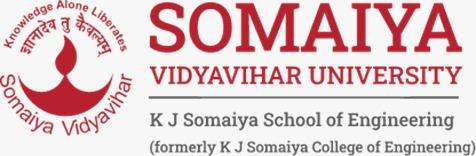 Knowledge Alone Liberates
ज्ञानादेव तु कैवल्यम्
Somaiya Vidyavihar
SOMAIYA
VIDYAVIHAR UNIVERSITY
K J Somaiya School of Engineering
(formerly K J Somaiya College of Engineering)